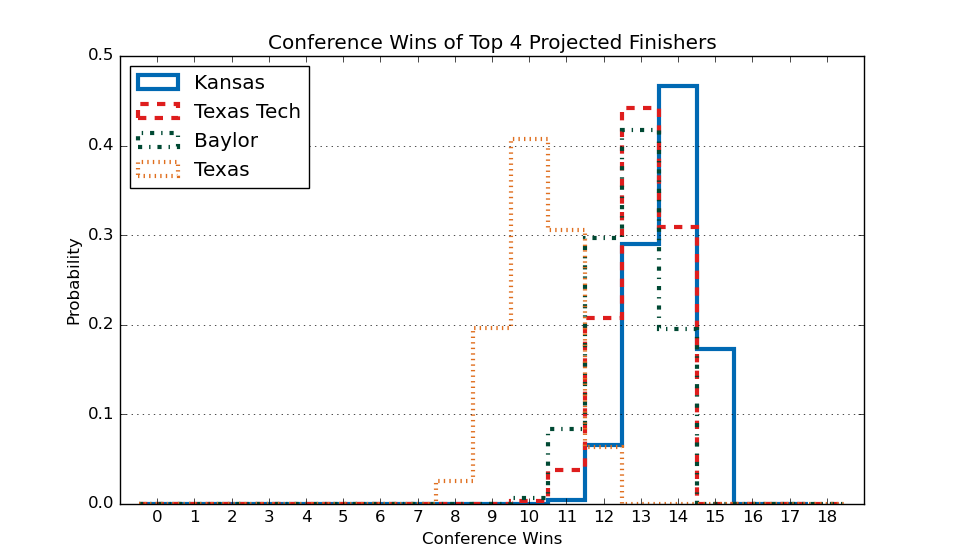 Conference Wins of Top 4 Projected Finishers
0.5
Kansas
Texas Tech
Baylor
Texas
0.4
0.3
0.2
0.1
0.0
Probability
0 1 2 3 4 5 6 7 8 9 10 11 12 13 14 15 16 17 18
Conference Wins